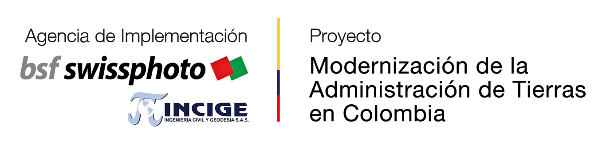 Agencia de Implementación
bsf swissphoto
INCIGE
INGENIERIA CIVIL Y GEODESIA S.A.S.
Proyecto
Modernización de la
Administración de Tierras
en Colombia